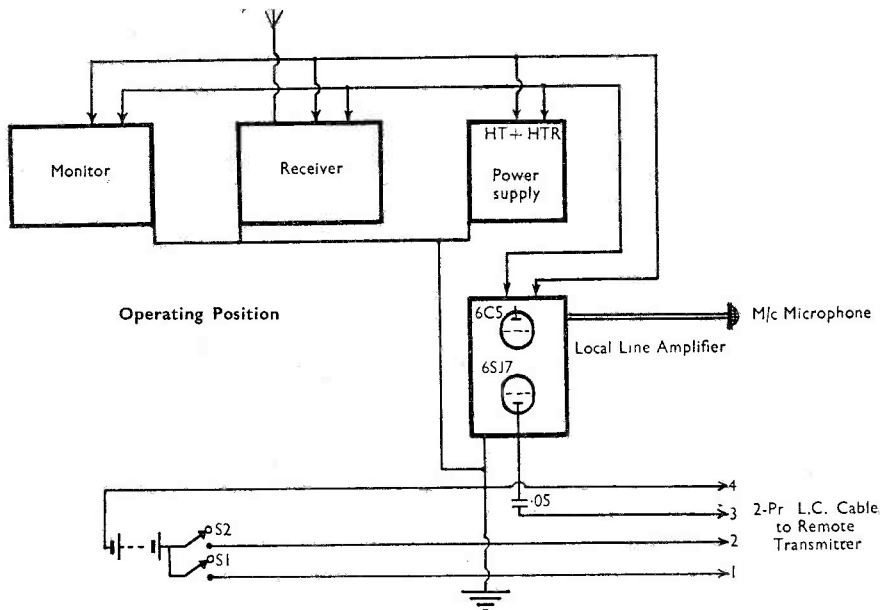 HT+ HTR
Monitor
Receiver
Power
supply
Operating Position
6C5
M/c Microphone
Local Line Amplifier
6SJ7
4
·05
3
2-Pr L.C. Cable
to Remote
Transmitter
S2
2
S1
1